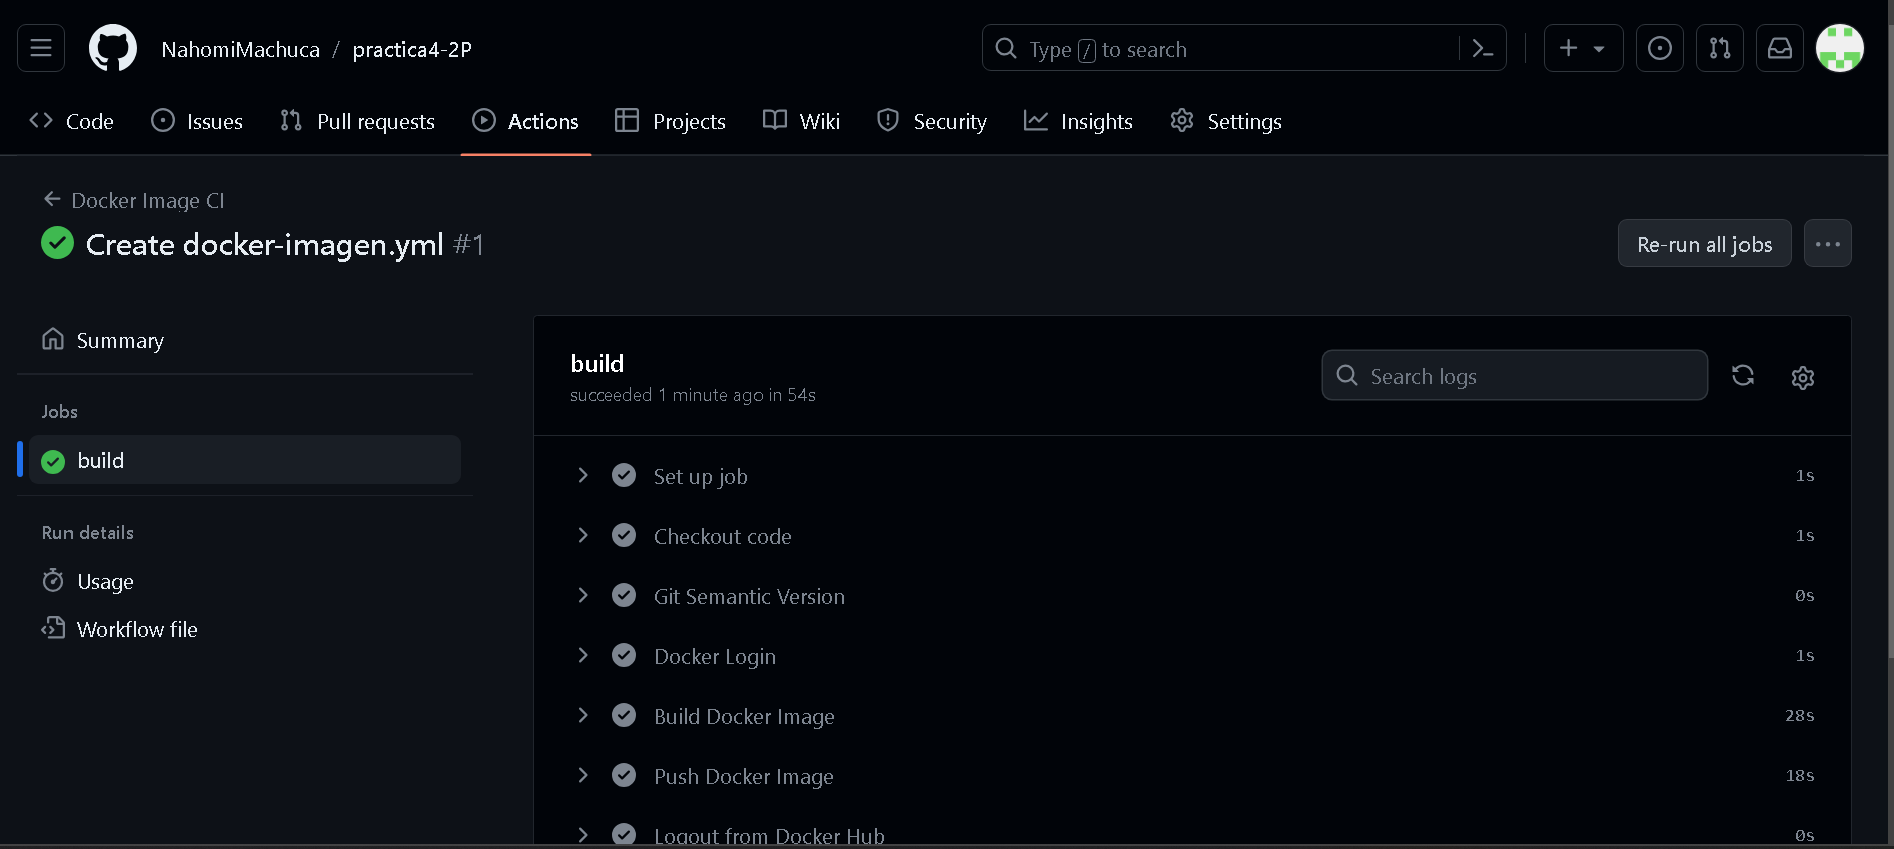 NahomiMachuca / practica4-2P
Type / to search
Code
Issues
Pull requests
Actions
Projects
Wiki
Security
Insights
Settings
Docker Image CI
Create docker-imagen.yml #1
Re-run all jobs
Summary
Jobs
build
Run details
Usage
Workflow file
build
succeeded 1 minute ago in 54s
Search logs
Set up job 1s
Checkout code 1s
Git Semantic Version 0s
Docker Login 1s
Build Docker Image 28s
Push Docker Image 18s
Logout from Docker Hub 0s